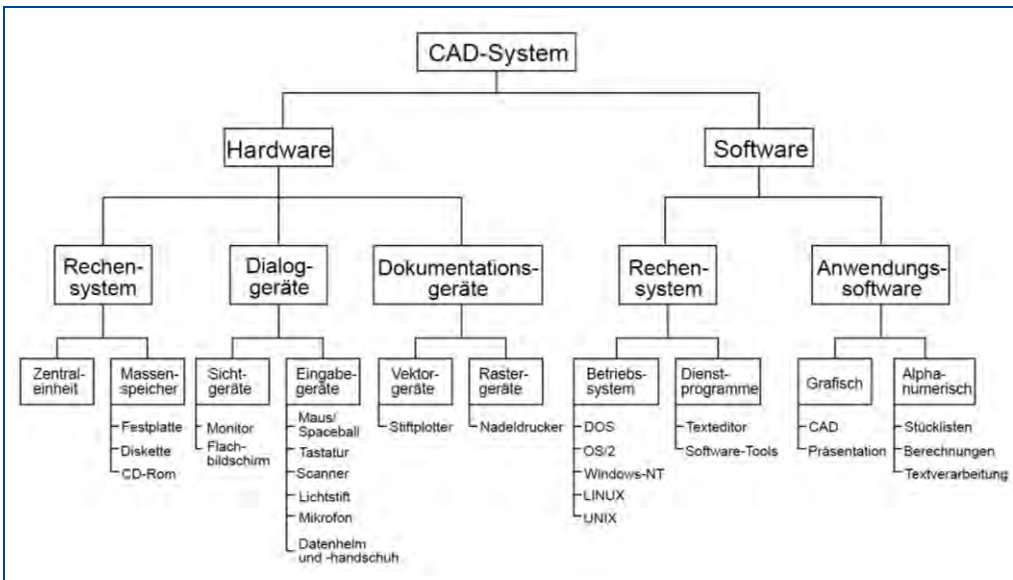 CAD-System
Hardware
Software
Rechen-
system
Dialog-
geräte
Dokumentations-
geräte
Rechen-
system
Anwendungs-
software
Zentral-
einheit
Massen-
speicher
Sicht-
geräte
Eingabe-
geräte
Vektor-
geräte
Raster-
geräte
Betriebs-
system
Dienst-
programme
Grafisch
Alpha-
numerisch
Festplatte
Diskette
CD-Rom
Monitor
Flach-
bildschirm
Maus/
Spaceball
Tastatur
Scanner
Lichtstift
Mikrofon
Datenhelm
und -handschuh
Stiftplotter
Nadeldrucker
DOS
OS/2
Windows-NT
LINUX
UNIX
Texteditor
Software-Tools
CAD
Präsentation
Stücklisten
Berechnungen
Textverarbeitung